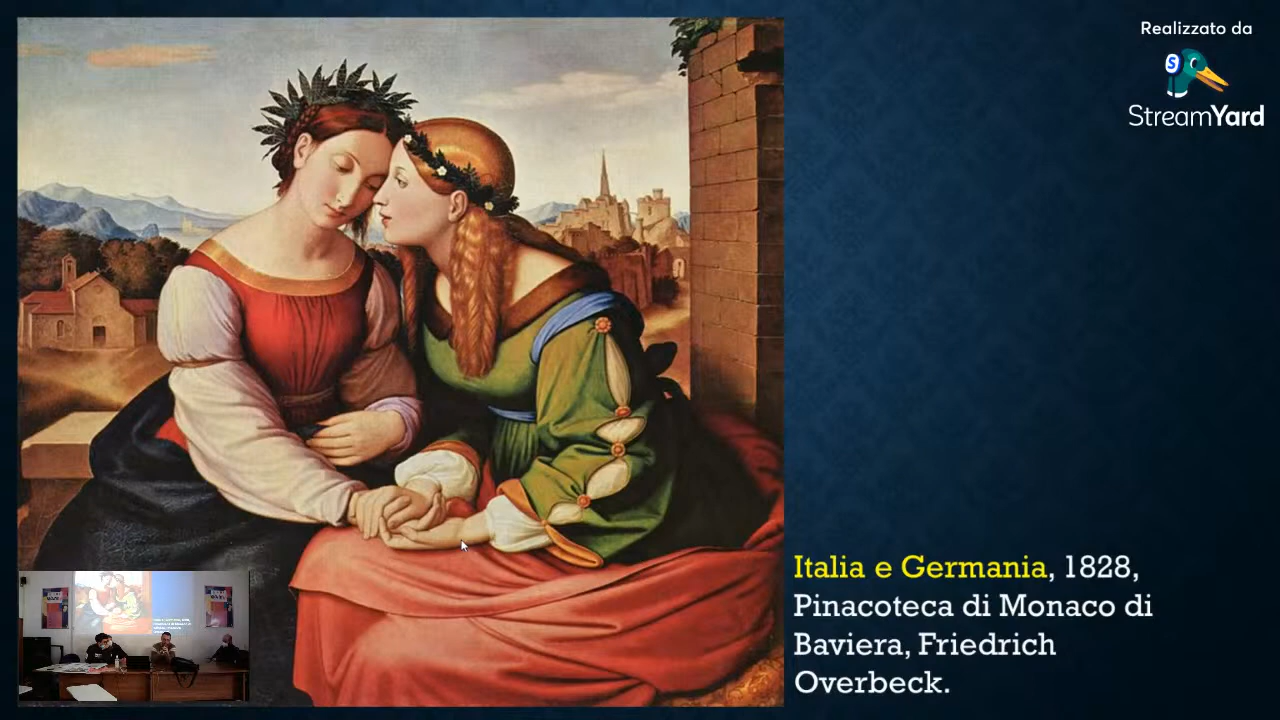 Realizzato da
StreamYard
Italia e Germania, 1828,
Pinacoteca di Monaco di
Baviera, Friedrich
Overbeck.